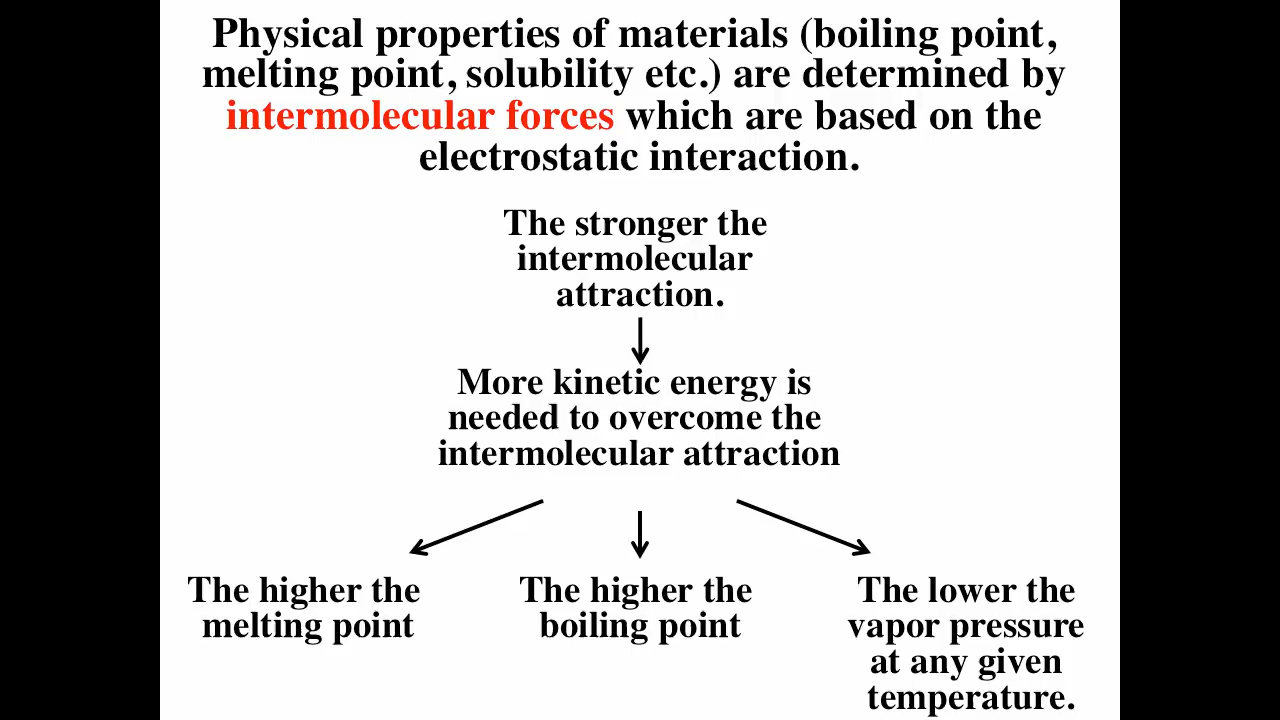 Physical properties of materials (boiling point,
melting point, solubility etc.) are determined by
intermolecular forces which are based on the
electrostatic interaction.
The stronger the
intermolecular
attraction.
More kinetic energy is
needed to overcome the
intermolecular attraction
The higher the
melting point
The higher the
boiling point
The lower the
vapor pressure
at any given
temperature.